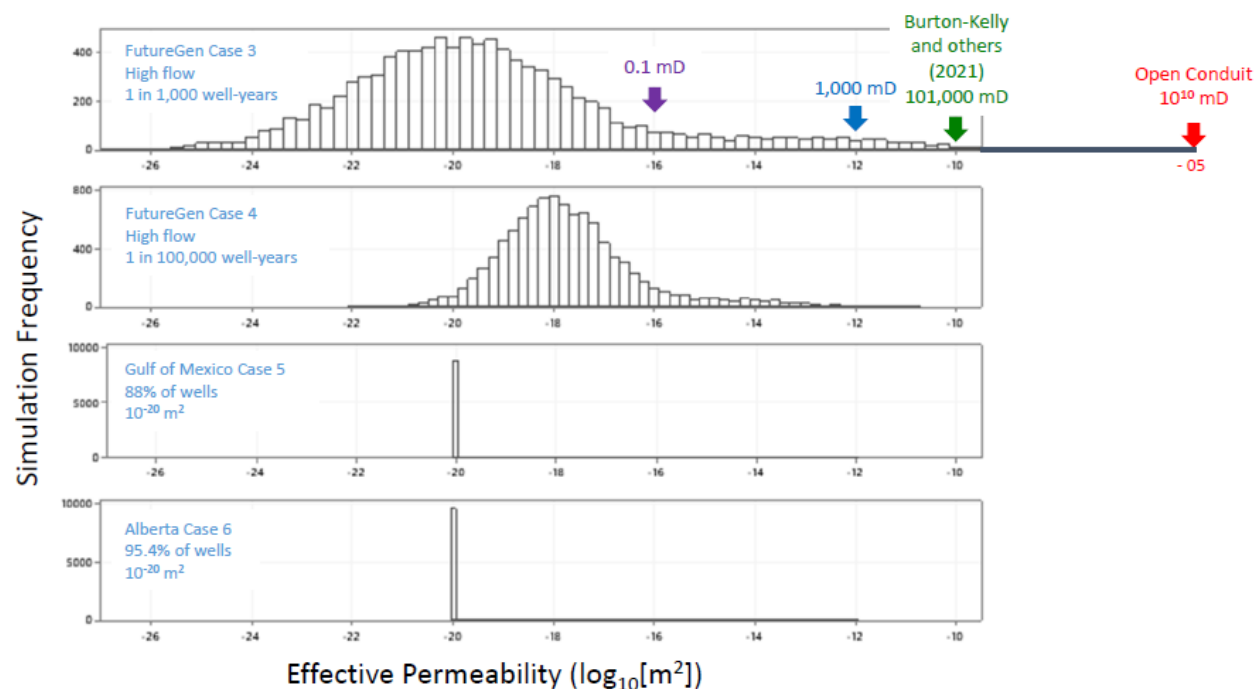 Burton-Kelly
and others
(2021)
101,000 mD
Open Conduit
10¹⁰ mD
0.1 mD
1,000 mD
FutureGen Case 3
High flow
1 in 1,000 well-years
400
200
0
-26 -24 -22 -20 -18 -16 -14 -12 -10
- 05
FutureGen Case 4
High flow
1 in 100,000 well-years
800
400
0
-26 -24 -22 -20 -18 -16 -14 -12 -10
Gulf of Mexico Case 5
88% of wells
10⁻²⁰ m²
10000
5000
0
-26 -24 -22 -20 -18 -16 -14 -12 -10
Alberta Case 6
95.4% of wells
10⁻²⁰ m²
10000
5000
0
-26 -24 -22 -20 -18 -16 -14 -12 -10
Simulation Frequency
Effective Permeability (log₁₀[m²])